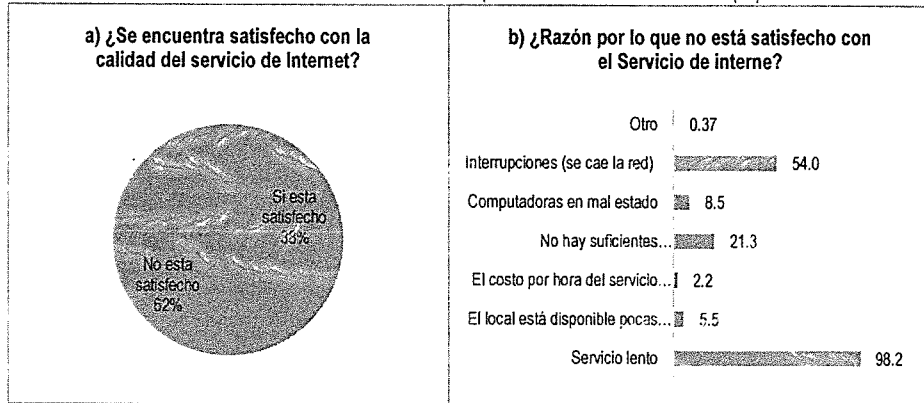 a) ¿Se encuentra satisfecho con la
calidad del servicio de Internet?
Si esta
satisfecho
No esta
satisfecho
62%
b) ¿Razón por lo que no está satisfecho con
el Servicio de interne?
Otro 0.37
Interrupciones (se cae la red) 54.0
Computadoras en mal estado 8.5
No hay suficientes... 21.3
El costo por hora del servicio... 2.2
El local está disponible pocas... 5.5
Servicio lento 98.2